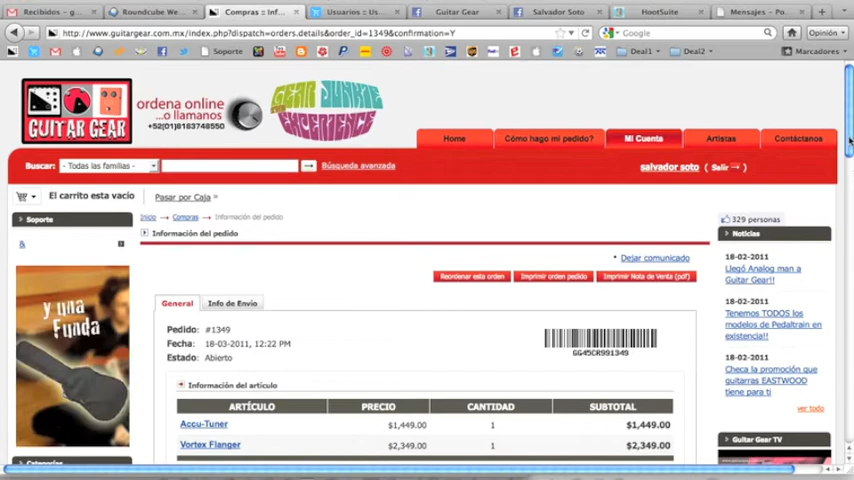 Recibidos – g...
Roundcube We...
Compras :: Inf...
Usuarios :: Us...
Guitar Gear
Salvador Soto
HootSuite
Mensajes – Po...
http://www.guitargear.com.mx/index.php?dispatch=orders.details&order_id=1349&confirmation=Y
Google
Opinión
Soporte
Deal1
Deal2
Marcadores
GUITAR GEAR
ordena online
...o llamanos
+52(01)8183748550
GEAR JUNKIE
EXPERIENCE
Home
Cómo hago mi pedido?
Mi Cuenta
Artistas
Contáctanos
Buscar:
- Todas las familias -
Búsqueda avanzada
salvador soto ( Salir → )
El carrito esta vacío
Pasar por Caja »
Soporte
&
y una
Funda
Inicio → Compras → Información del pedido
Información del pedido
• Dejar comunicado
Reordenar esta orden
Imprimir orden pedido
Imprimir Nota de Venta (pdf)
General
Info de Envío
Pedido: #1349
Fecha: 18-03-2011, 12:22 PM
Estado: Abierto
GG45CR991349
Información del artículo
ARTÍCULO PRECIO CANTIDAD SUBTOTAL
Accu-Tuner $1,449.00 1 $1,449.00
Vortex Flanger $2,349.00 1 $2,349.00
329 personas
Noticias
18-02-2011
Llegó Analog man a
Guitar Gear!!
18-02-2011
Tenemos TODOS los
modelos de Pedaltrain en
existencia!!
18-02-2011
Checa la promoción que
guitarras EASTWOOD
tiene para ti
ver todo
Guitar Gear TV